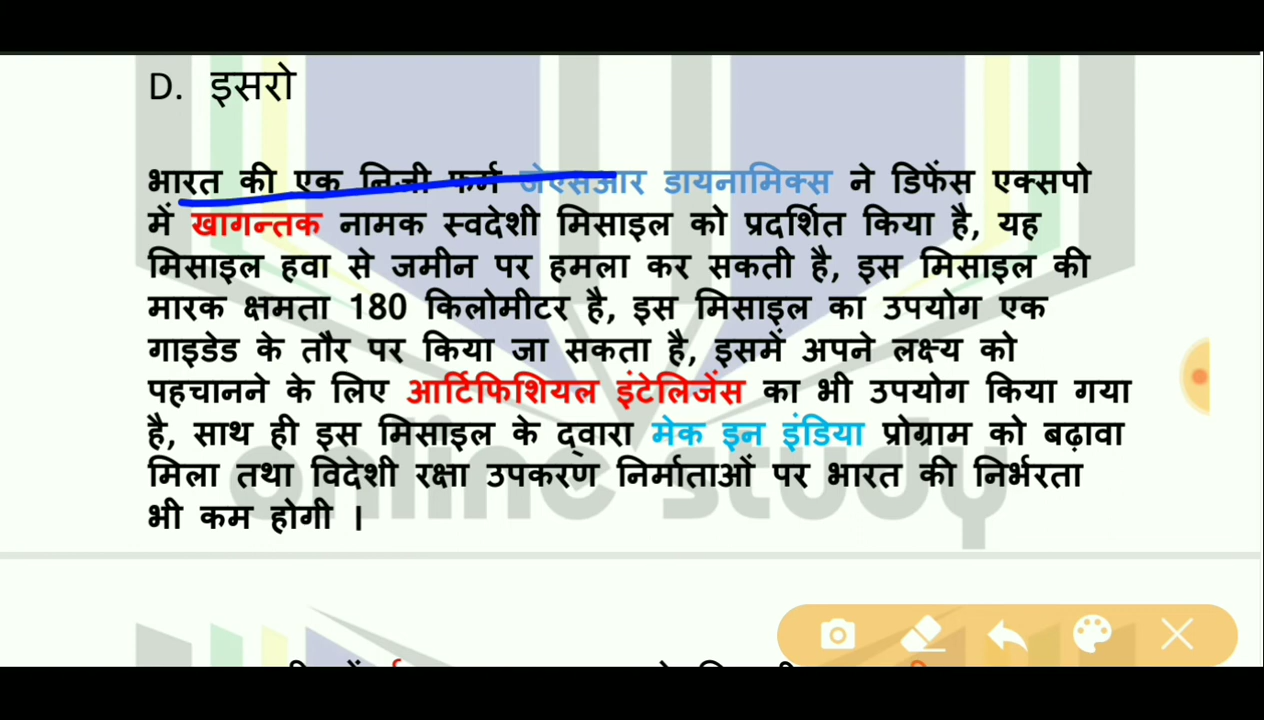 D. इसरो
भारत की एक निजी फर्म जेएसआर डायनामिक्स ने डिफेंस एक्सपो
में खागन्तक नामक स्वदेशी मिसाइल को प्रदर्शित किया है, यह
मिसाइल हवा से जमीन पर हमला कर सकती है, इस मिसाइल की
मारक क्षमता 180 किलोमीटर है, इस मिसाइल का उपयोग एक
गाइडेड के तौर पर किया जा सकता है, इसमें अपने लक्ष्य को
पहचानने के लिए आर्टिफिशियल इंटेलिजेंस का भी उपयोग किया गया
है, साथ ही इस मिसाइल के द्वारा मेक इन इंडिया प्रोग्राम को बढ़ावा
मिला तथा विदेशी रक्षा उपकरण निर्माताओं पर भारत की निर्भरता
भी कम होगी ।
online study